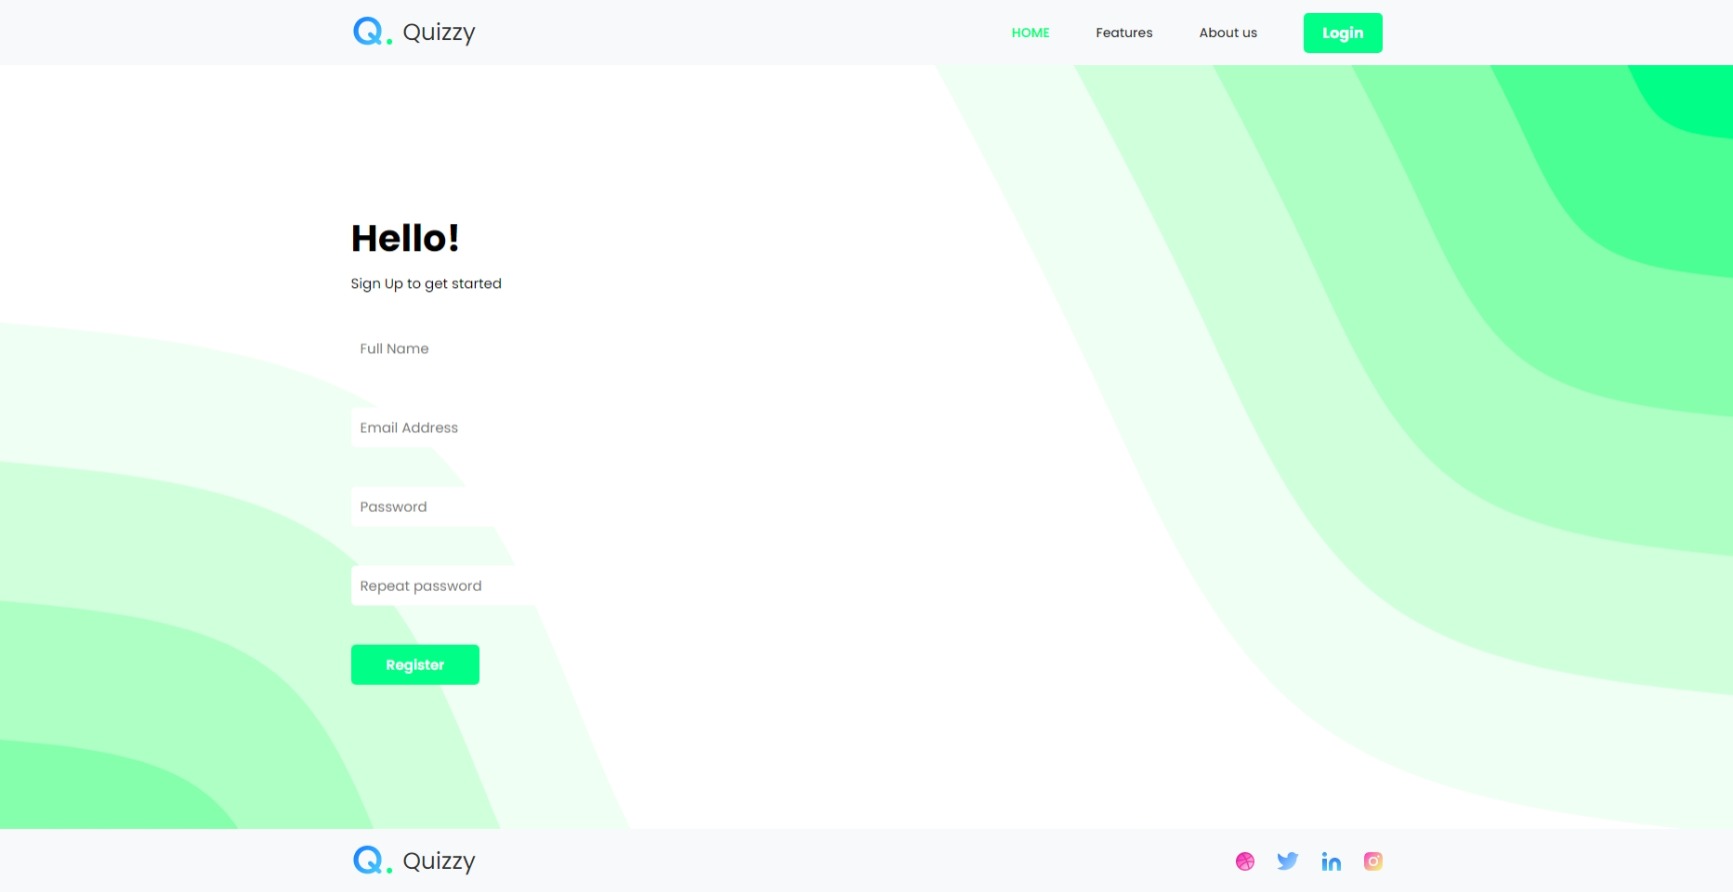 Q. Quizzy
HOME Features About us Login
Hello!
Sign Up to get started
Full Name
Email Address
Password
Repeat password
Register
Q. Quizzy
in